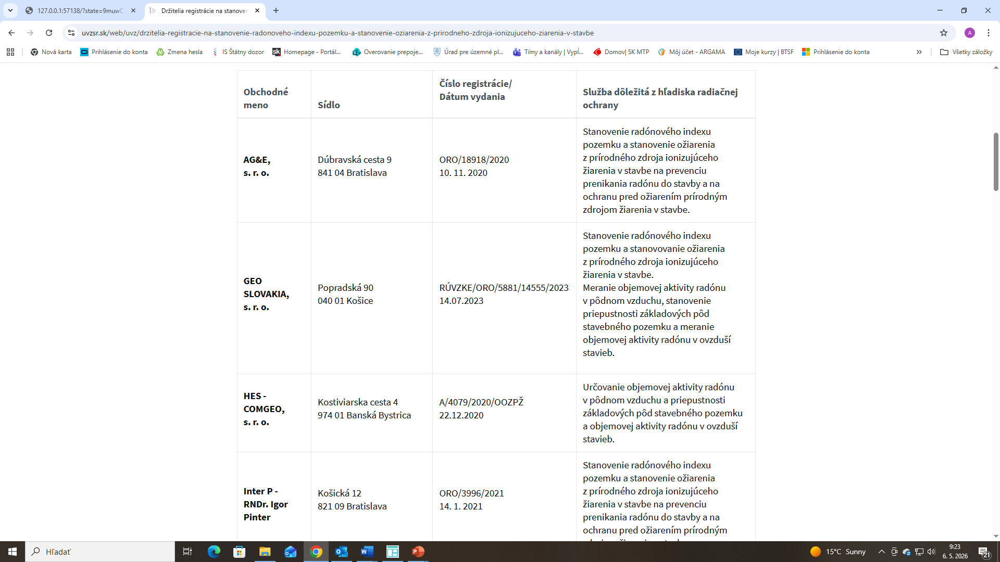 127.0.0.1:57138/?state=9muwC
Držitelia registrácie na stanoven
uvzsr.sk/web/uvz/drzitelia-registracie-na-stanovenie-radonoveho-indexu-pozemku-a-stanovenie-oziarenia-z-prirodneho-zdroja-ionizujuceho-ziarenia-v-stavbe
A
Nová karta
Prihlásenie do konta
Zmena hesla
IS Štátny dozor
Homepage - Portál...
Overovanie prepoje...
Úrad pre územné pl...
Tímy a kanály | VypÍ...
Domov| SK MTP
Môj účet - ARGAMA
Moje kurzy | BTSF
Prihlásenie do konta
Všetky záložky
Obchodné
meno
Sídlo
Číslo registrácie/
Dátum vydania
Služba dôležitá z hľadiska radiačnej
ochrany
AG&E,
s. r. o.
Dúbravská cesta 9
841 04 Bratislava
ORO/18918/2020
10. 11. 2020
Stanovenie radónového indexu
pozemku a stanovenie ožiarenia
z prírodného zdroja ionizujúceho
žiarenia v stavbe na prevenciu
prenikania radónu do stavby a na
ochranu pred ožiarením prírodným
zdrojom žiarenia v stavbe.
GEO
SLOVAKIA,
s. r. o.
Popradská 90
040 01 Košice
RÚVZKE/ORO/5881/14555/2023
14.07.2023
Stanovenie radónového indexu
pozemku a stanovovanie ožiarenia
z prírodného zdroja ionizujúceho
žiarenia v stavbe.
Meranie objemovej aktivity radónu
v pôdnom vzduchu, stanovenie
priepustnosti základových pôd
stavebného pozemku a meranie
objemovej aktivity radónu v ovzduší
stavieb.
HES -
COMGEO,
s. r. o.
Kostiviarska cesta 4
974 01 Banská Bystrica
A/4079/2020/OOZPŽ
22.12.2020
Určovanie objemovej aktivity radónu
v pôdnom vzduchu a priepustnosti
základových pôd stavebného pozemku
a objemovej aktivity radónu v ovzduší
stavieb.
Inter P -
RNDr. Igor
Pinter
Košická 12
821 09 Bratislava
ORO/3996/2021
14. 1. 2021
Stanovenie radónového indexu
pozemku a stanovenie ožiarenia
z prírodného zdroja ionizujúceho
žiarenia v stavbe na prevenciu
prenikania radónu do stavby a na
ochranu pred ožiarením prírodným
Hľadať
15°C Sunny
9:23
6. 5. 2026
21